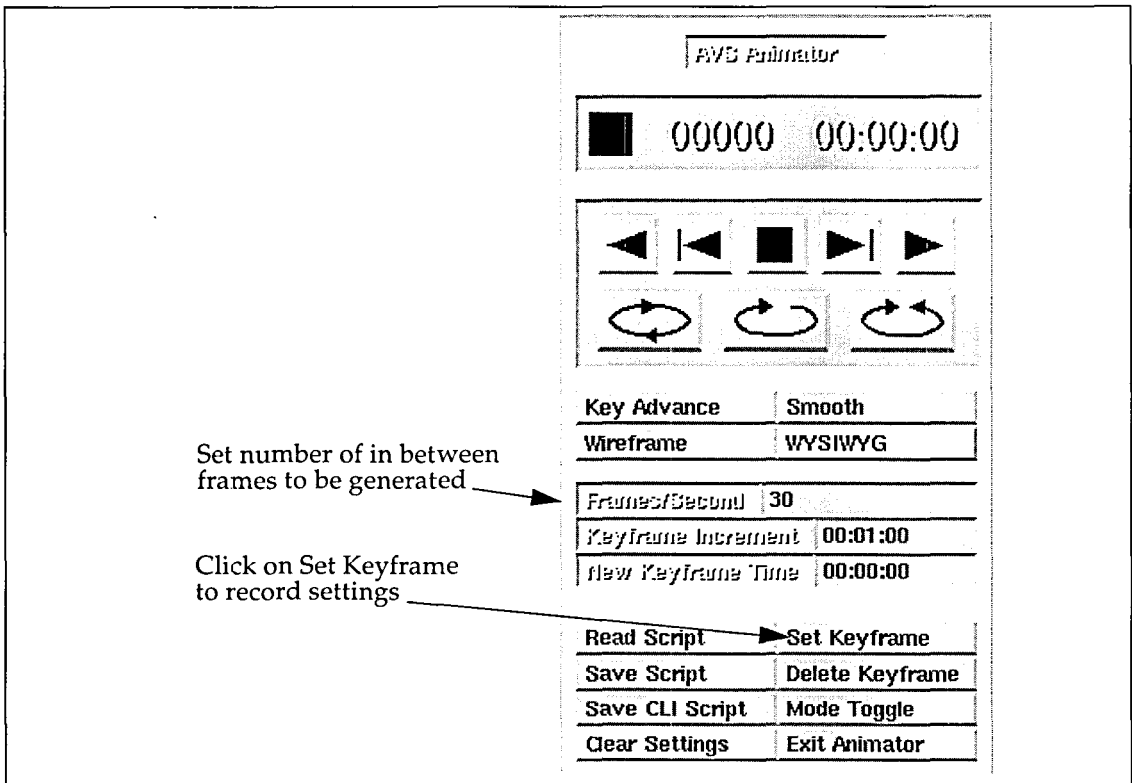 AVS Animator
00000 00:00:00
Key Advance Smooth
Wireframe WYSIWYG
Set number of in between
frames to be generated
Frames/Second 30
Keyframe Increment 00:01:00
New Keyframe Time 00:00:00
Click on Set Keyframe
to record settings
Read Script Set Keyframe
Save Script Delete Keyframe
Save CLI Script Mode Toggle
Clear Settings Exit Animator